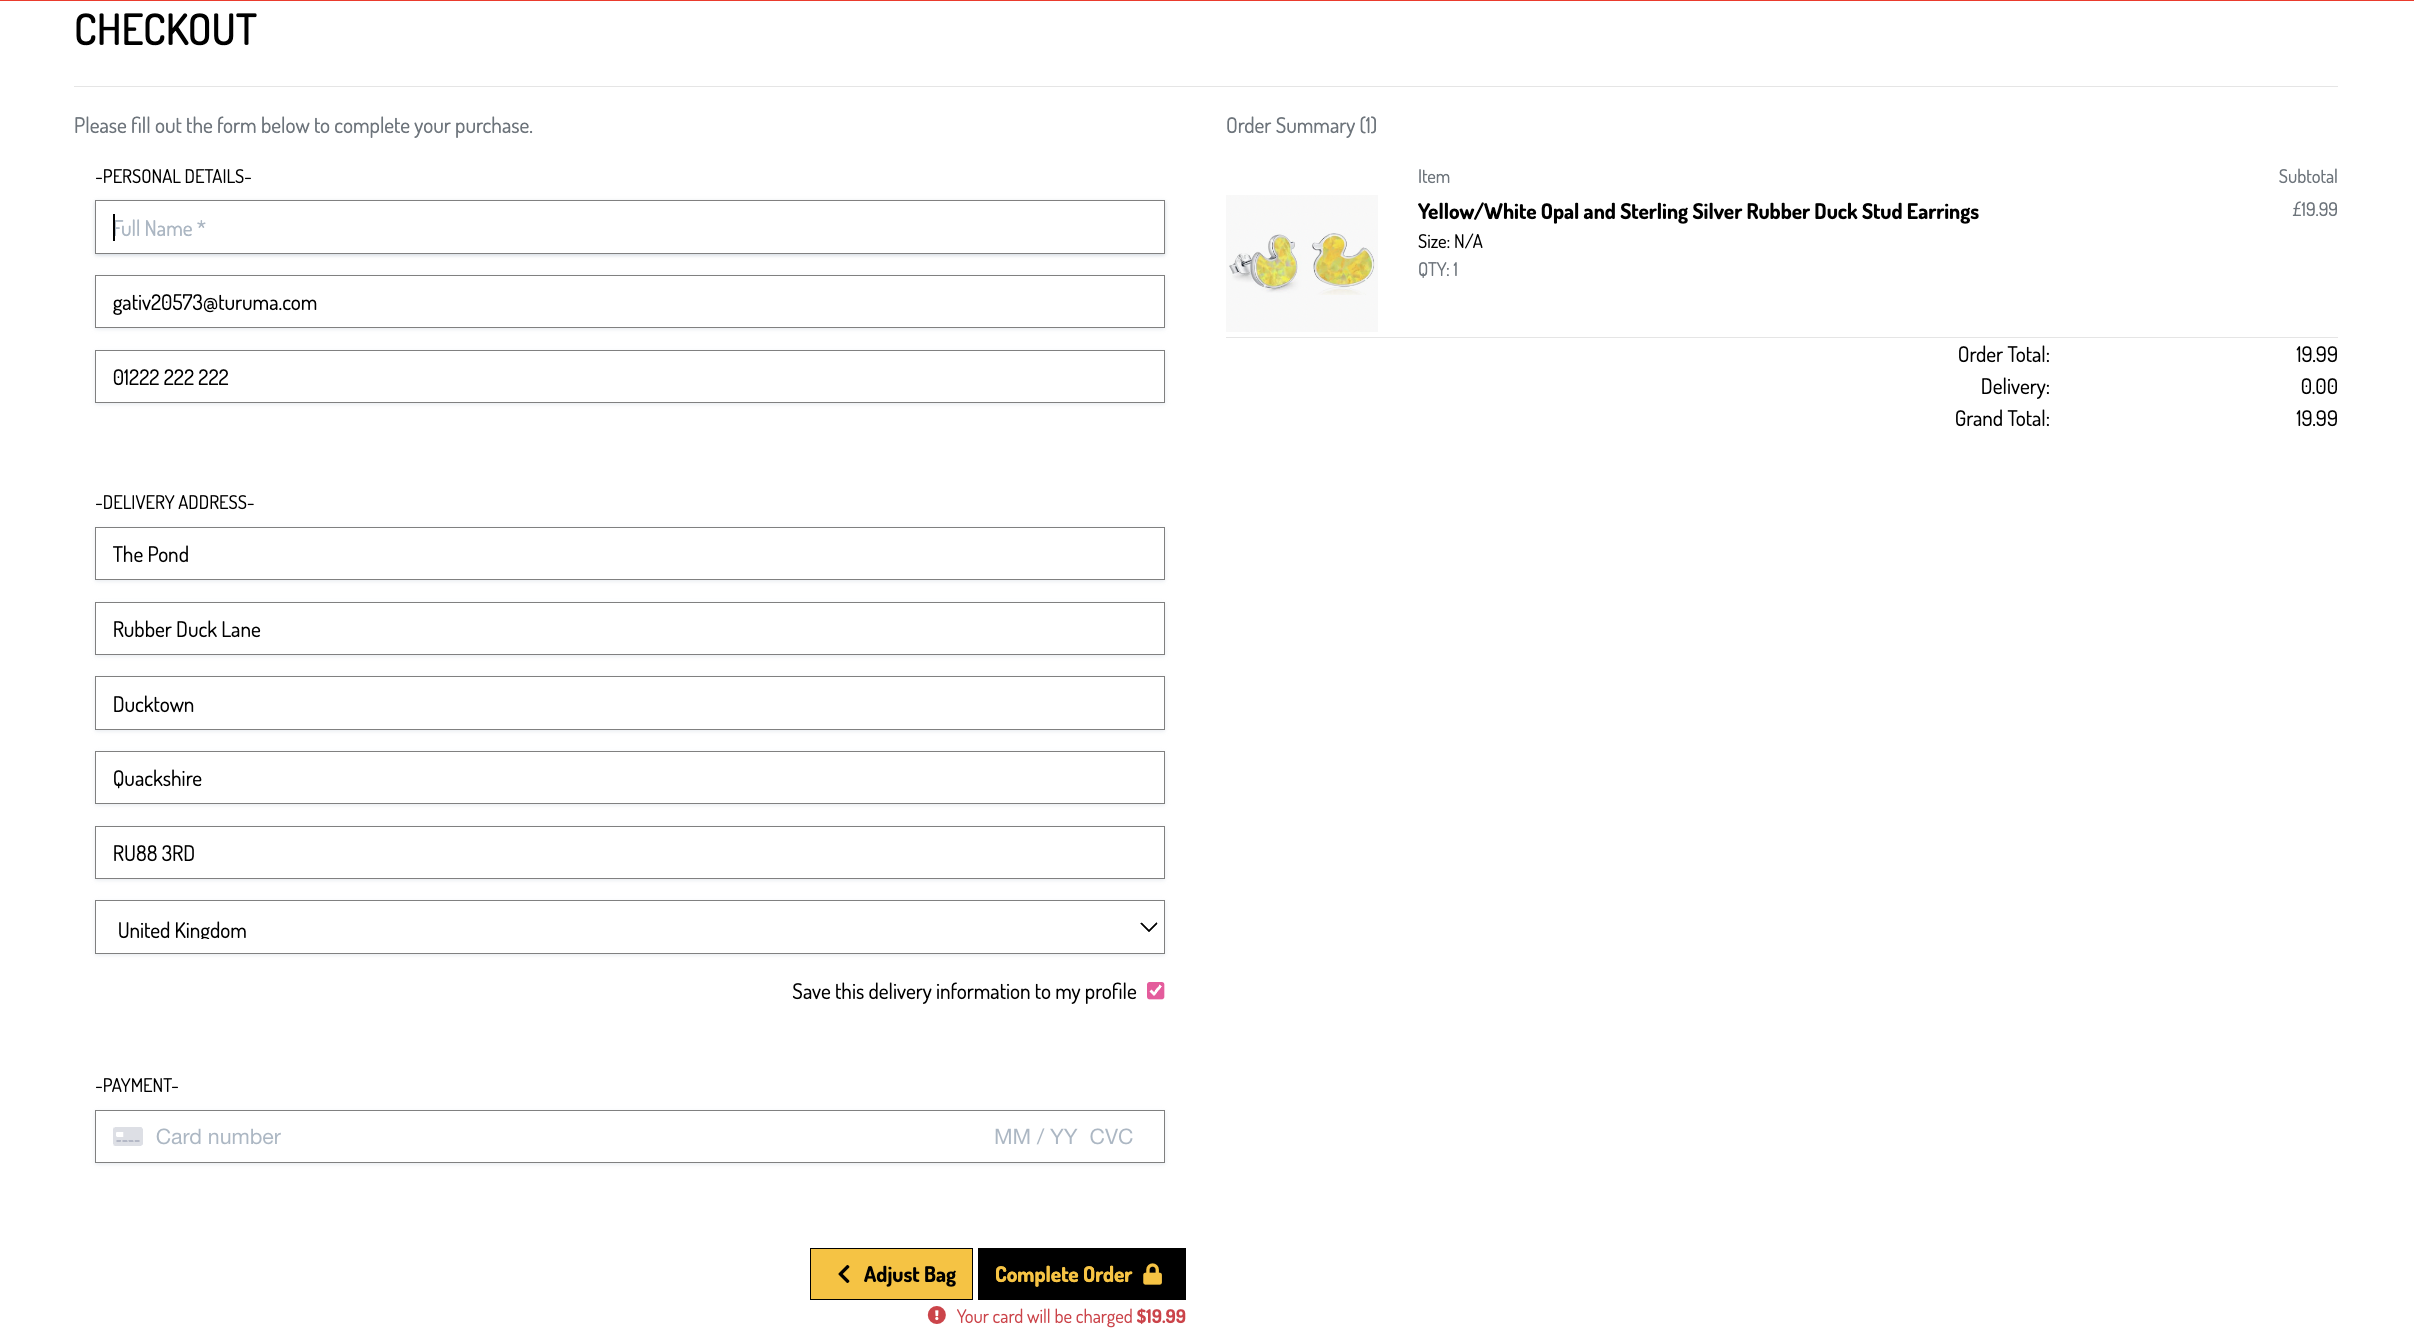 CHECKOUT
Please fill out the form below to complete your purchase.
-PERSONAL DETAILS-
Full Name *
gativ20573@turuma.com
01222 222 222
-DELIVERY ADDRESS-
The Pond
Rubber Duck Lane
Ducktown
Quackshire
RU88 3RD
United Kingdom
Save this delivery information to my profile
-PAYMENT-
Card number MM / YY CVC
Adjust Bag Complete Order
Your card will be charged $19.99
Order Summary (1)
Item Subtotal
Yellow/White Opal and Sterling Silver Rubber Duck Stud Earrings £19.99
Size: N/A
QTY: 1
Order Total: 19.99
Delivery: 0.00
Grand Total: 19.99